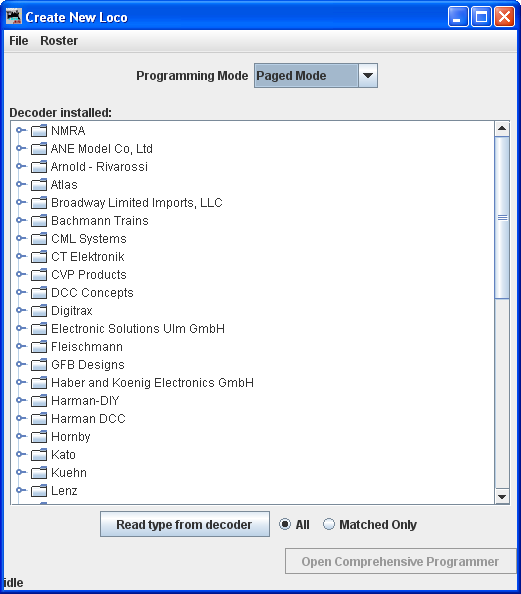 Create New Loco
File Roster
Programming Mode Paged Mode
Decoder installed:
NMRA
ANE Model Co, Ltd
Arnold - Rivarossi
Atlas
Broadway Limited Imports, LLC
Bachmann Trains
CML Systems
CT Elektronik
CVP Products
DCC Concepts
Digitrax
Electronic Solutions Ulm GmbH
Fleischmann
GFB Designs
Haber and Koenig Electronics GmbH
Harman-DIY
Harman DCC
Hornby
Kato
Kuehn
Lenz
Read type from decoder All Matched Only
Open Comprehensive Programmer
idle